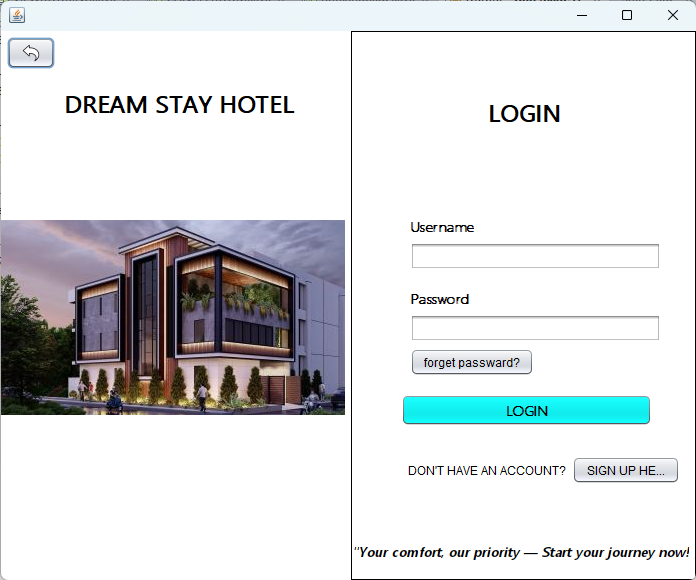 DREAM STAY HOTEL
LOGIN
Username
Password
forget passward?
LOGIN
DON'T HAVE AN ACCOUNT? SIGN UP HE...
"Your comfort, our priority — Start your journey now!